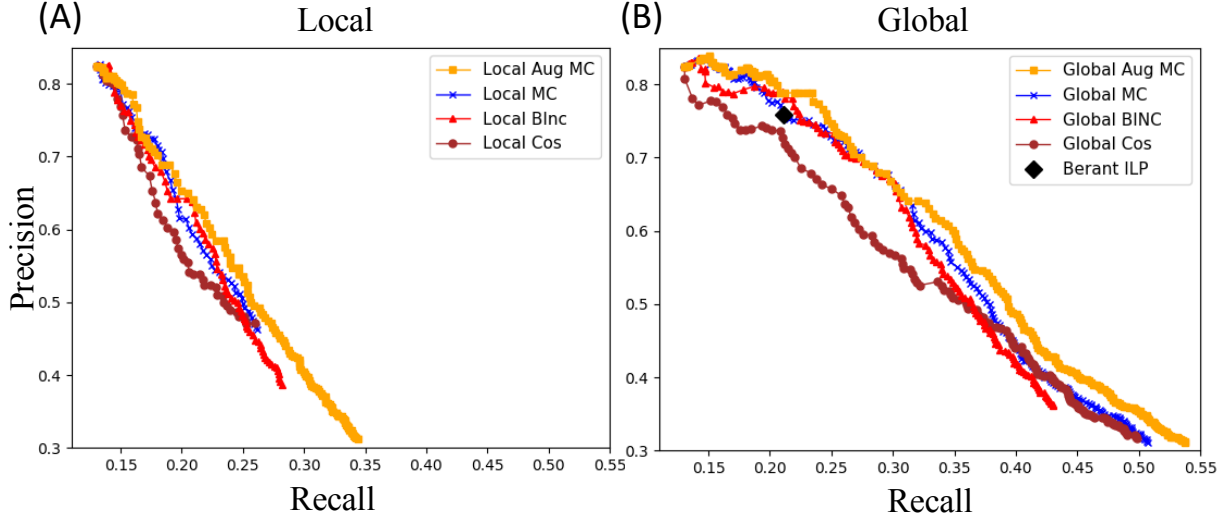 (A)
Local
Precision
0.8
0.7
0.6
0.5
0.4
0.3
Local Aug MC
Local MC
Local BInc
Local Cos
0.15 0.20 0.25 0.30 0.35 0.40 0.45 0.50 0.55
Recall
(B)
Global
0.8
0.7
0.6
0.5
0.4
0.3
Global Aug MC
Global MC
Global BINC
Global Cos
Berant ILP
0.15 0.20 0.25 0.30 0.35 0.40 0.45 0.50 0.55
Recall